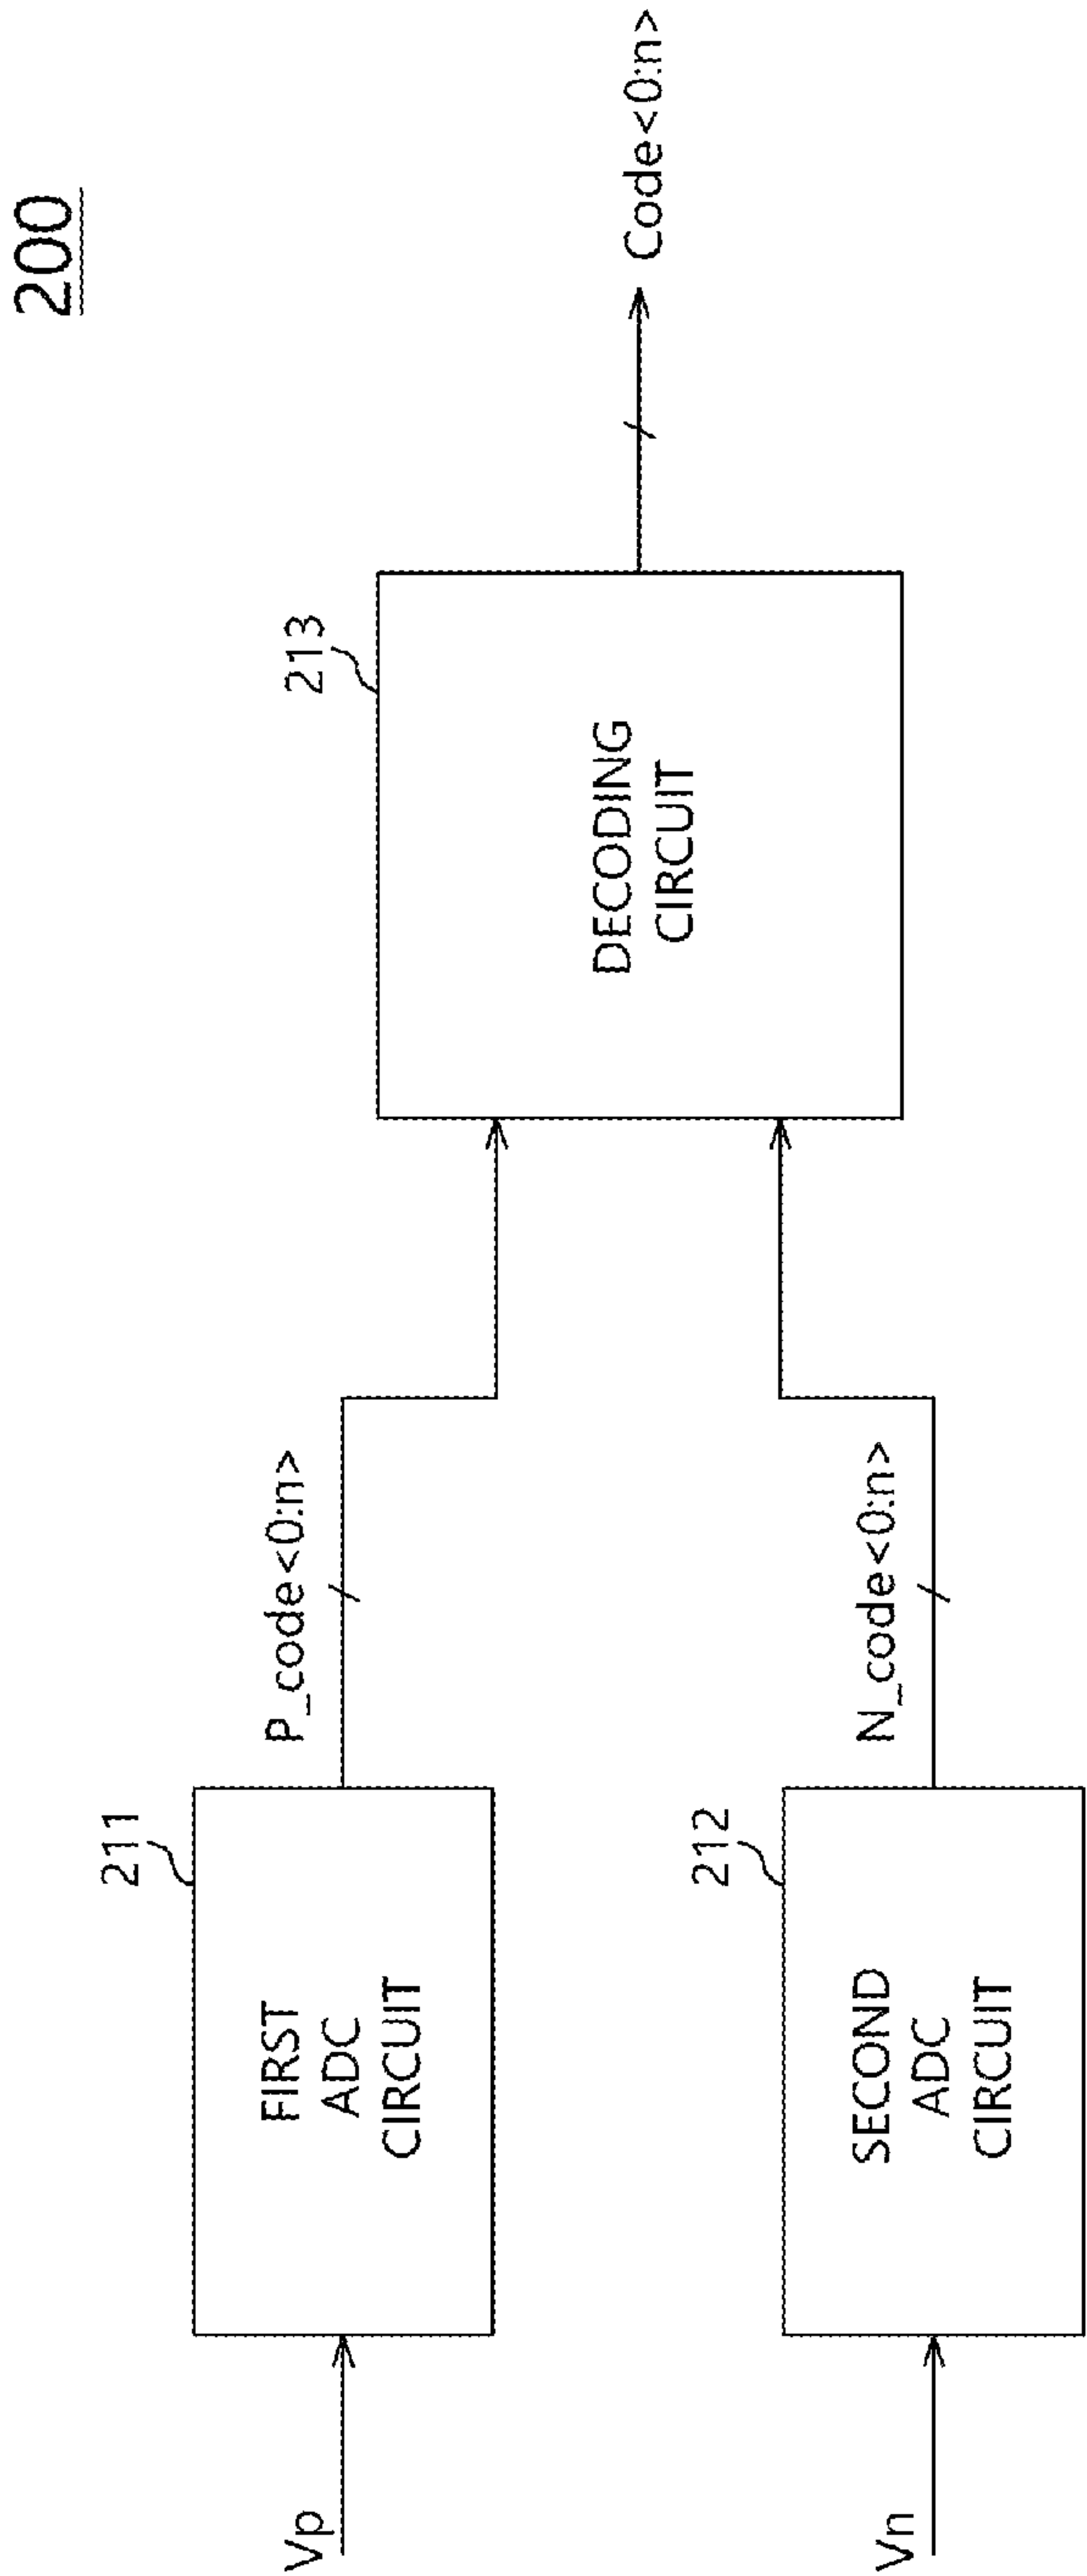 200
211
FIRST
ADC
CIRCUIT
Vp
P_code<0:n>
213
DECODING
CIRCUIT
Code<0:n>
212
SECOND
ADC
CIRCUIT
Vn
N_code<0:n>